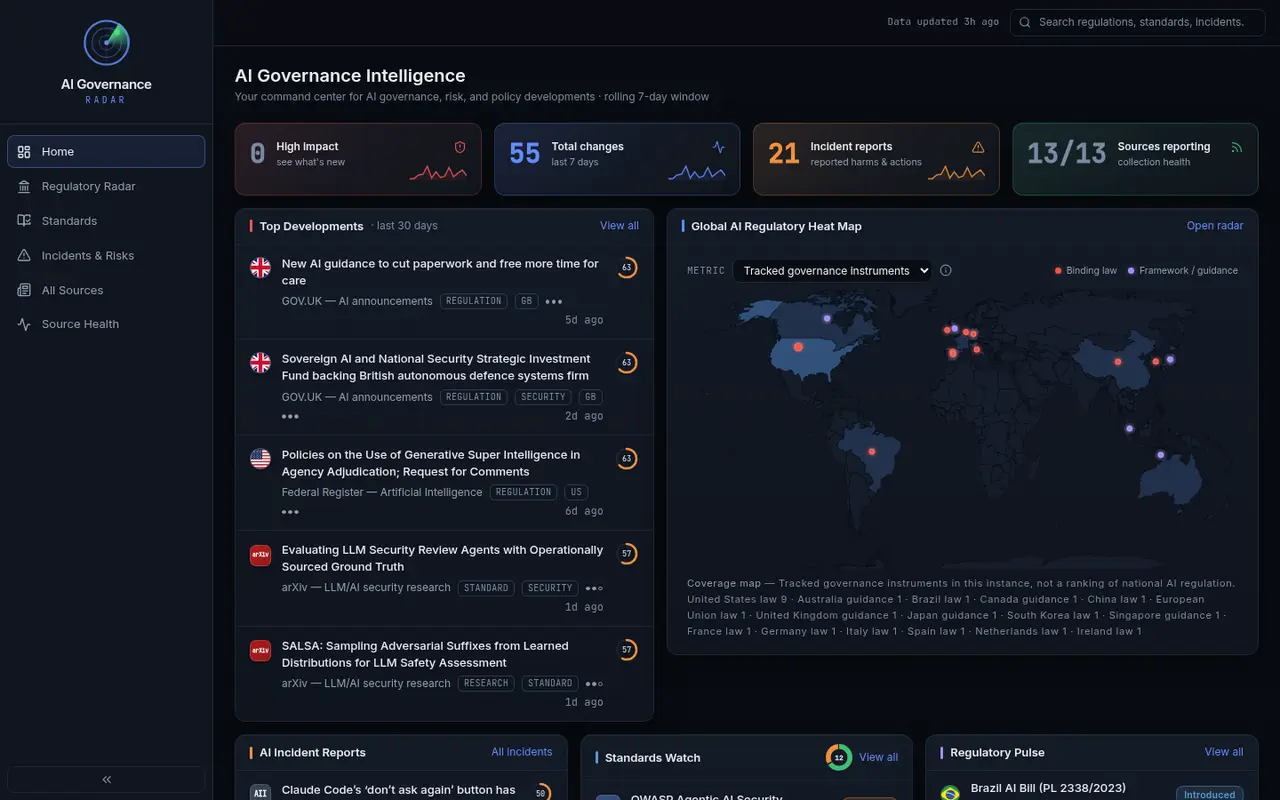 AI Governance
RADAR
Home
Regulatory Radar
Standards
Incidents & Risks
All Sources
Source Health
Data updated 3h ago
Search regulations, standards, incidents.
AI Governance Intelligence
Your command center for AI governance, risk, and policy developments · rolling 7-day window
0 High impact
see what's new
55 Total changes
last 7 days
21 Incident reports
reported harms & actions
13/13 Sources reporting
collection health
Top Developments · last 30 days View all
New AI guidance to cut paperwork and free more time for
care
63
GOV.UK — AI announcements REGULATION GB
5d ago
Sovereign AI and National Security Strategic Investment
Fund backing British autonomous defence systems firm
63
GOV.UK — AI announcements REGULATION SECURITY GB
2d ago
Policies on the Use of Generative Super Intelligence in
Agency Adjudication; Request for Comments
63
Federal Register — Artificial Intelligence REGULATION US
6d ago
arXiv
Evaluating LLM Security Review Agents with Operationally
Sourced Ground Truth
57
arXiv — LLM/AI security research STANDARD SECURITY
1d ago
arXiv
SALSA: Sampling Adversarial Suffixes from Learned
Distributions for LLM Safety Assessment
57
arXiv — LLM/AI security research RESEARCH STANDARD
1d ago
Global AI Regulatory Heat Map Open radar
METRIC Tracked governance instruments
Binding law Framework / guidance
Coverage map — Tracked governance instruments in this instance, not a ranking of national AI regulation.
United States law 9 · Australia guidance 1 · Brazil law 1 · Canada guidance 1 · China law 1 · European
Union law 1 · United Kingdom guidance 1 · Japan guidance 1 · South Korea law 1 · Singapore guidance 1 ·
France law 1 · Germany law 1 · Italy law 1 · Spain law 1 · Netherlands law 1 · Ireland law 1
AI Incident Reports All incidents
AII Claude Code's ‘don’t ask again’ button has 50
Standards Watch 12 View all
OWASP Agentic AI Security
Regulatory Pulse View all
Brazil AI Bill (PL 2338/2023)
Introduced